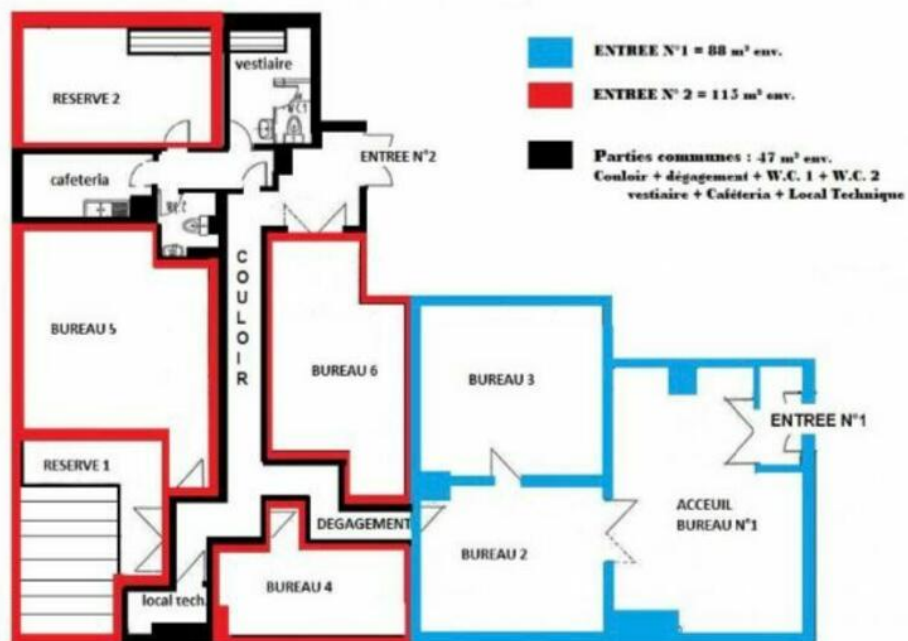 ENTREE N°1 = 88 m² env.
ENTREE N° 2 = 115 m² env.
Parties communes : 47 m² env.
Couloir + dégagement + W.C. 1 + W.C. 2
vestiaire + Caféteria + Local Technique
vestiaire
RESERVE 2
W.C 1
ENTREE N°2
cafeteria
W.C
COULOIR
BUREAU 5
BUREAU 6
BUREAU 3
ENTREE N°1
RESERVE 1
ACCEUIL
BUREAU N°1
DEGAGEMENT
BUREAU 2
BUREAU 4
local tech.